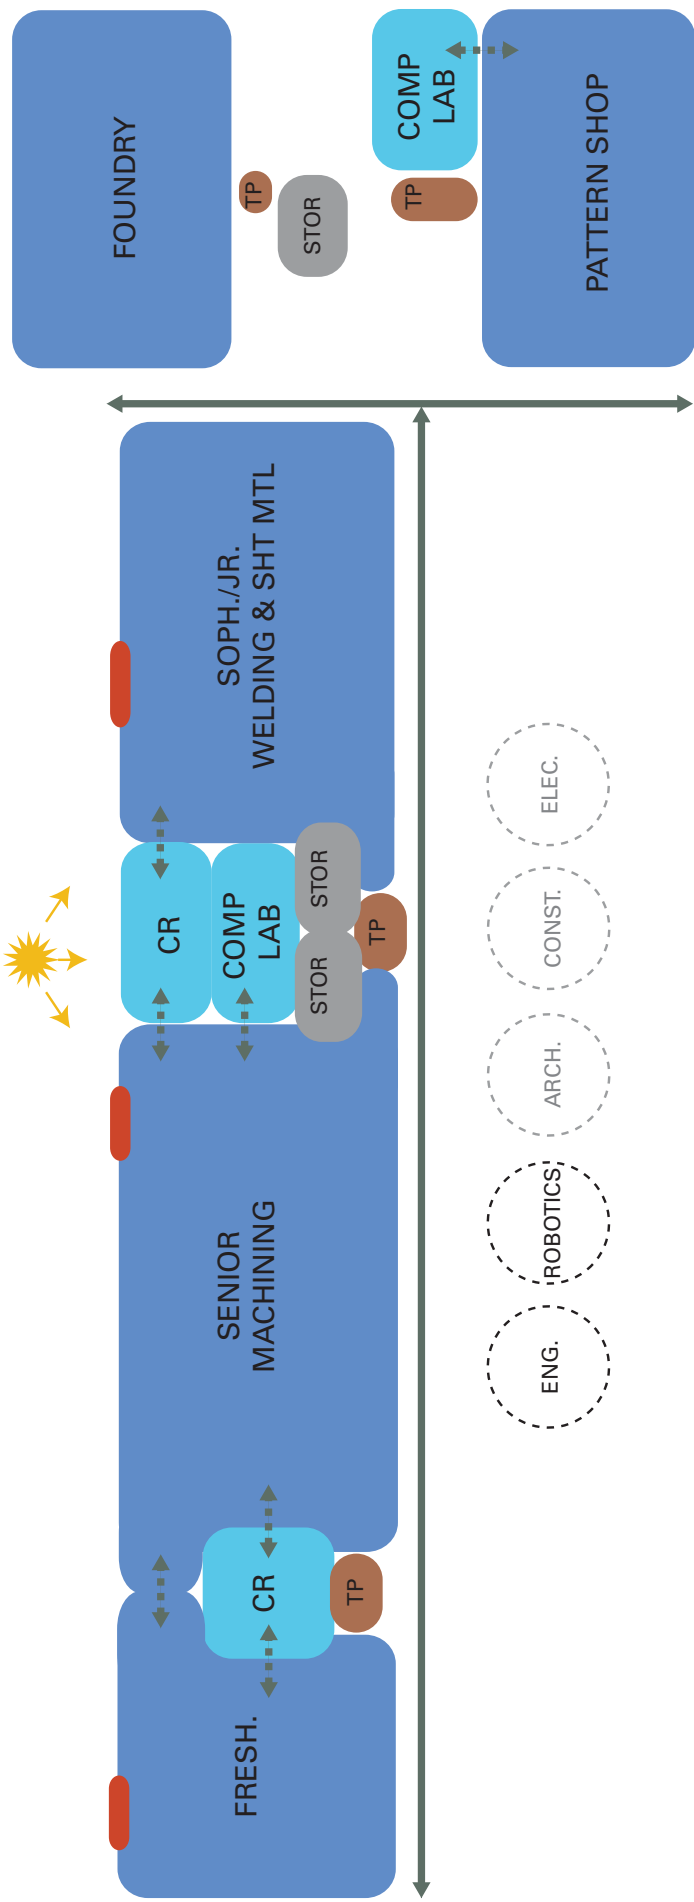 FRESH.
CR
TP
SENIOR
MACHINING
CR
COMP
LAB
STOR
STOR
TP
SOPH./JR.
WELDING & SHT MTL
FOUNDRY
TP
STOR
COMP
LAB
TP
PATTERN SHOP
ENG.
ROBOTICS
ARCH.
CONST.
ELEC.